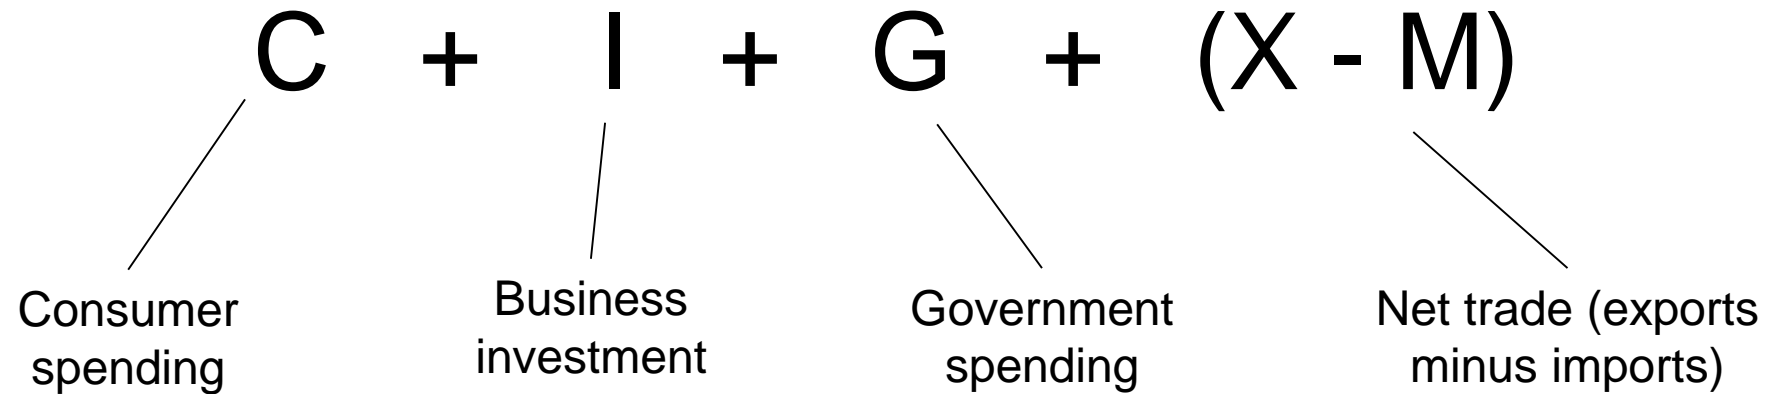 C + I + G + (X - M)
Consumer
spending
Business
investment
Government
spending
Net trade (exports
minus imports)